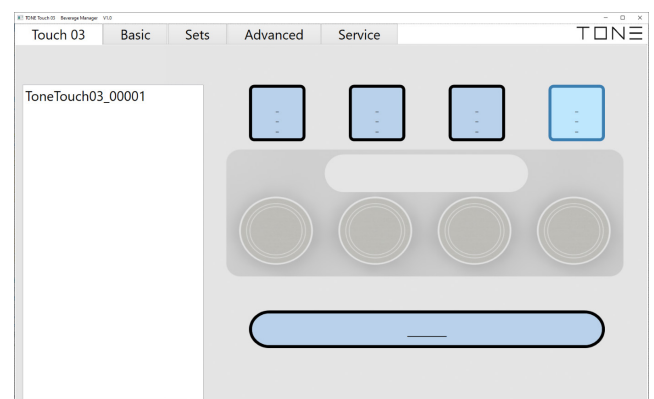 TONE Touch 03 Beverage Manager V1.0
Touch 03 Basic Sets Advanced Service TONE
ToneTouch03_00001
- - - -
- - - -
- - - -